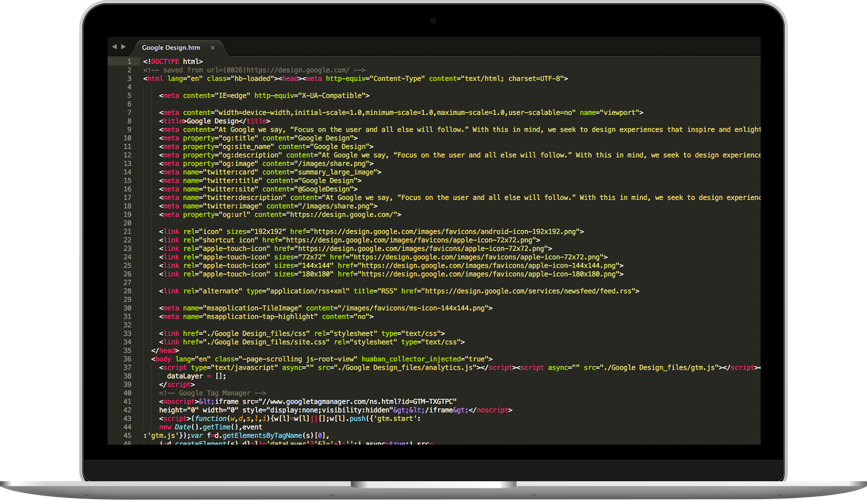 Google Design.htm ×
1 <!DOCTYPE html>
2 <!-- saved from url=(0026)https://design.google.com/ -->
3 <html lang="en" class="hb-loaded"><head><meta http-equiv="Content-Type" content="text/html; charset=UTF-8">
4
5 <meta content="IE=edge" http-equiv="X-UA-Compatible">
6
7 <meta content="width=device-width,initial-scale=1.0,minimum-scale=1.0,maximum-scale=1.0,user-scalable=no" name="viewport">
8 <title>Google Design</title>
9 <meta content="At Google we say, “Focus on the user and all else will follow.” With this in mind, we seek to design experiences that inspire and enlight
10 <meta property="og:title" content="Google Design">
11 <meta property="og:site_name" content="Google Design">
12 <meta property="og:description" content="At Google we say, “Focus on the user and all else will follow.” With this in mind, we seek to design experience
13 <meta property="og:image" content="/images/share.png">
14 <meta name="twitter:card" content="summary_large_image">
15 <meta name="twitter:title" content="Google Design">
16 <meta name="twitter:site" content="@GoogleDesign">
17 <meta name="twitter:description" content="At Google we say, “Focus on the user and all else will follow.” With this in mind, we seek to design experienc
18 <meta name="twitter:image" content="/images/share.png">
19 <meta property="og:url" content="https://design.google.com/">
20
21 <link rel="icon" sizes="192x192" href="https://design.google.com/images/favicons/android-icon-192x192.png">
22 <link rel="shortcut icon" href="https://design.google.com/images/favicons/apple-icon-72x72.png">
23 <link rel="apple-touch-icon" href="https://design.google.com/images/favicons/apple-icon-72x72.png">
24 <link rel="apple-touch-icon" sizes="72x72" href="https://design.google.com/images/favicons/apple-icon-72x72.png">
25 <link rel="apple-touch-icon" sizes="144x144" href="https://design.google.com/images/favicons/apple-icon-144x144.png">
26 <link rel="apple-touch-icon" sizes="180x180" href="https://design.google.com/images/favicons/apple-icon-180x180.png">
27
28 <link rel="alternate" type="application/rss+xml" title="RSS" href="https://design.google.com/services/newsfeed/feed.rss">
29
30 <meta name="msapplication-TileImage" content="/images/favicons/ms-icon-144x144.png">
31 <meta name="msapplication-tap-highlight" content="no">
32
33 <link href="./Google Design_files/css" rel="stylesheet" type="text/css">
34 <link href="./Google Design_files/site.css" rel="stylesheet" type="text/css">
35 </head>
36 <body lang="en" class="-page-scrolling js-root-view" huaban_collector_injected="true">
37 <script type="text/javascript" async="" src="./Google Design_files/analytics.js"></script><script async="" src="./Google Design_files/gtm.js"></script><
38 dataLayer = [];
39 </script>
40 <!-- Google Tag Manager -->
41 <noscript>&lt;iframe src="//www.googletagmanager.com/ns.html?id=GTM-TXGTPC"
42 height="0" width="0" style="display:none;visibility:hidden"&gt;&lt;/iframe&gt;</noscript>
43 <script>(function(w,d,s,l,i){w[l]=w[l]||[];w[l].push({'gtm.start':
44 new Date().getTime(),event
45 :'gtm.js'});var f=d.getElementsByTagName(s)[0],
46 j=d.createElement(s),dl=l!='dataLayer'?'&l='+l:'';j.async=true;j.src=